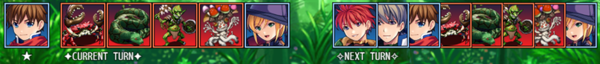 ★ ✦CURRENT TURN✦ ✧NEXT TURN✧